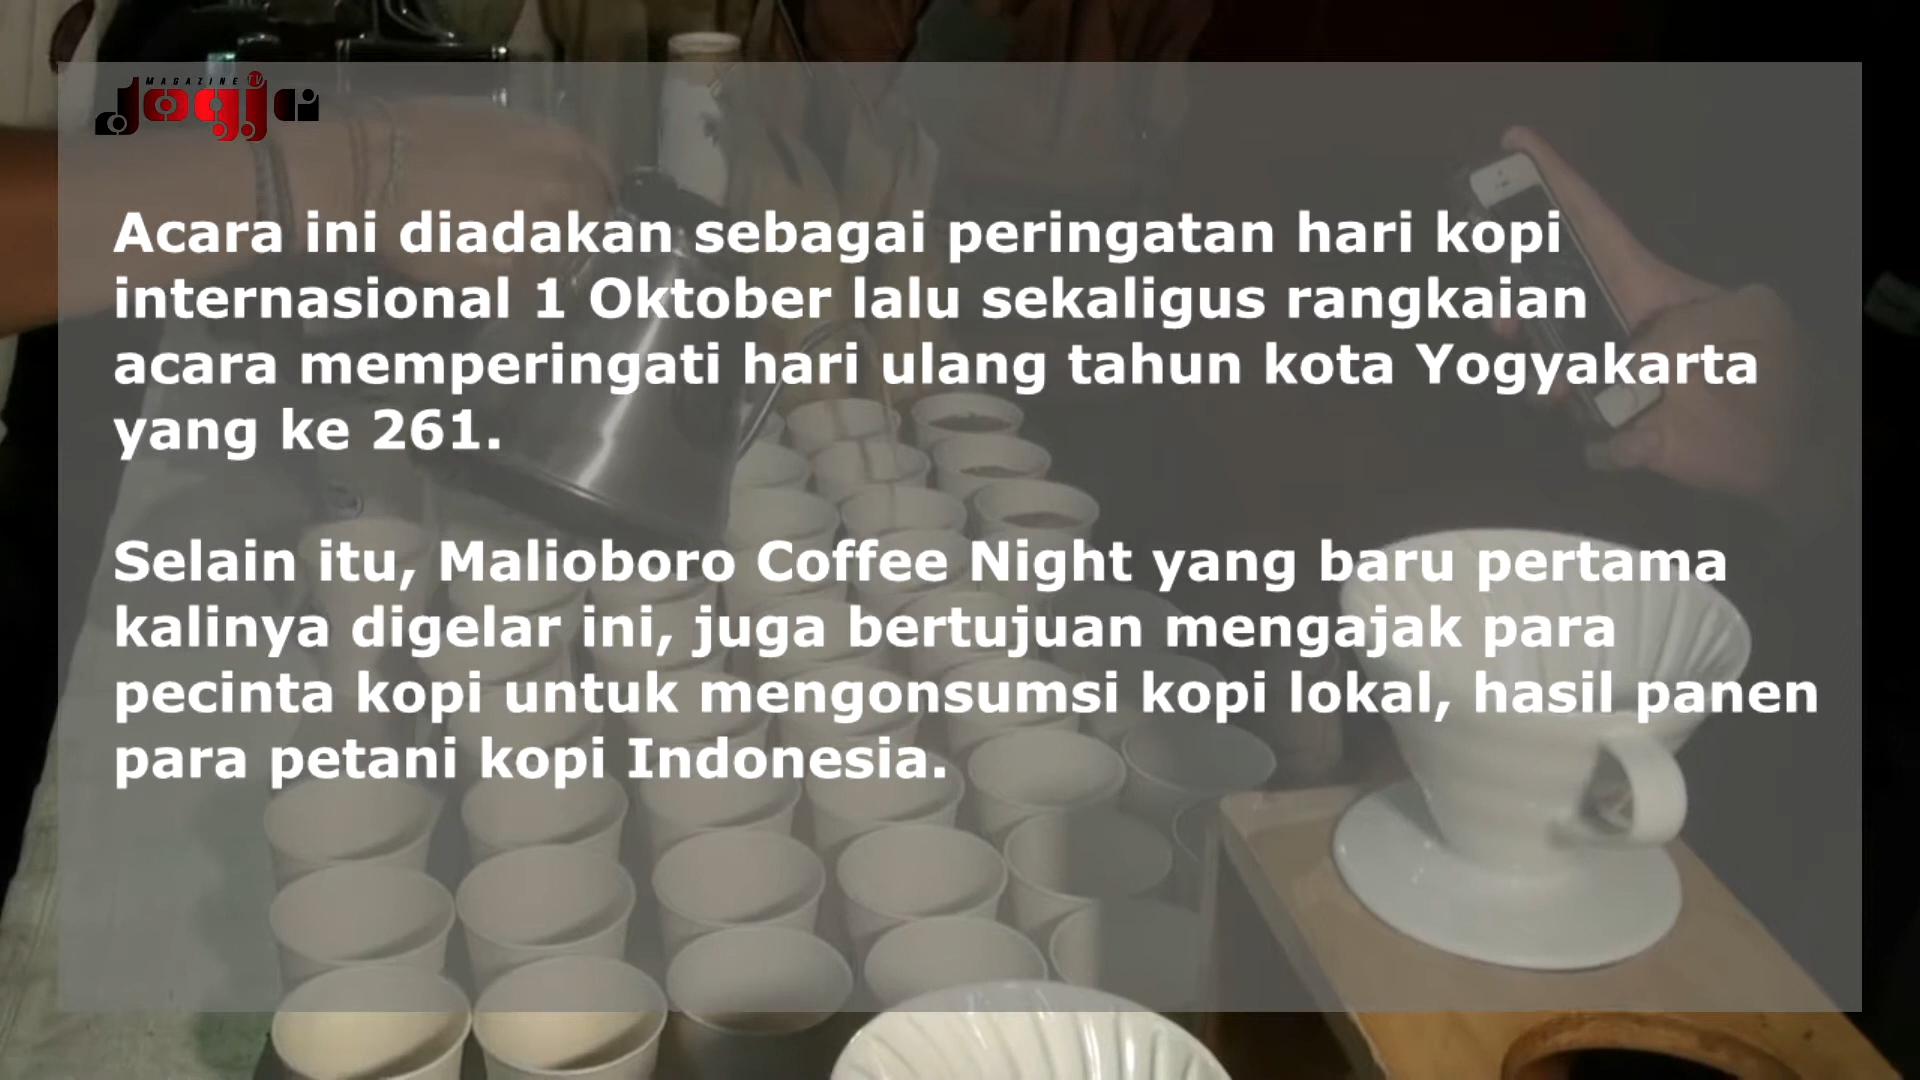 MAGAZINE TV
Jogja
Acara ini diadakan sebagai peringatan hari kopi
internasional 1 Oktober lalu sekaligus rangkaian
acara memperingati hari ulang tahun kota Yogyakarta
yang ke 261.
Selain itu, Malioboro Coffee Night yang baru pertama
kalinya digelar ini, juga bertujuan mengajak para
pecinta kopi untuk mengonsumsi kopi lokal, hasil panen
para petani kopi Indonesia.